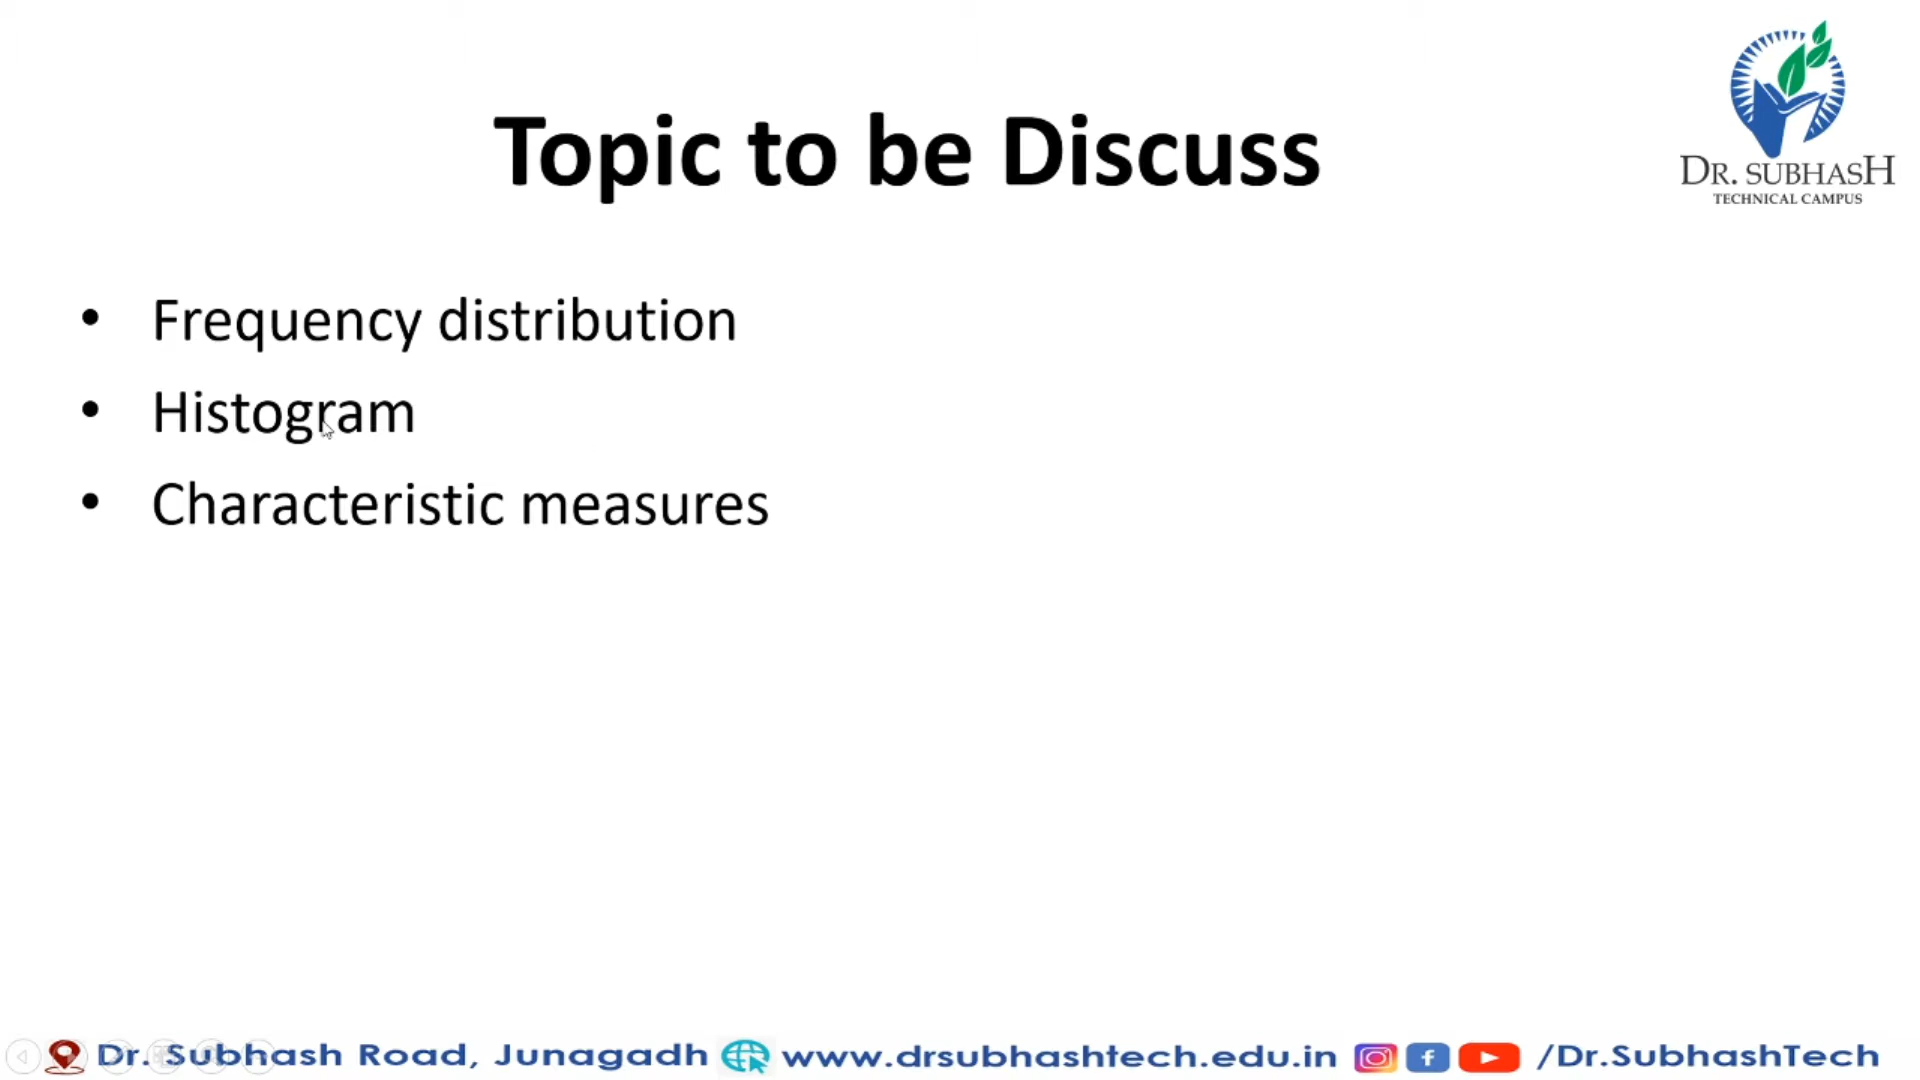 Topic to be Discuss
DR. SUBHASH
TECHNICAL CAMPUS
• Frequency distribution
• Histogram
• Characteristic measures
Dr. Subhash Road, Junagadh www.drsubhashtech.edu.in /Dr.SubhashTech